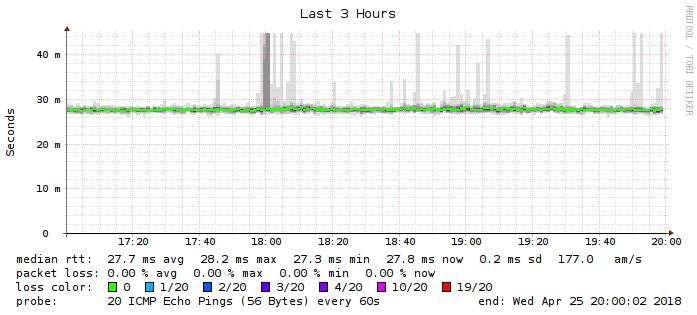 Last 3 Hours
RRDTOOL / TOBI OETIKER
Seconds
40 m
30 m
20 m
10 m
0
17:20 17:40 18:00 18:20 18:40 19:00 19:20 19:40 20:00
median rtt: 27.7 ms avg 28.2 ms max 27.3 ms min 27.8 ms now 0.2 ms sd 177.0 am/s
packet loss: 0.00 % avg 0.00 % max 0.00 % min 0.00 % now
loss color: 0 1/20 2/20 3/20 4/20 10/20 19/20
probe: 20 ICMP Echo Pings (56 Bytes) every 60s end: Wed Apr 25 20:00:02 2018